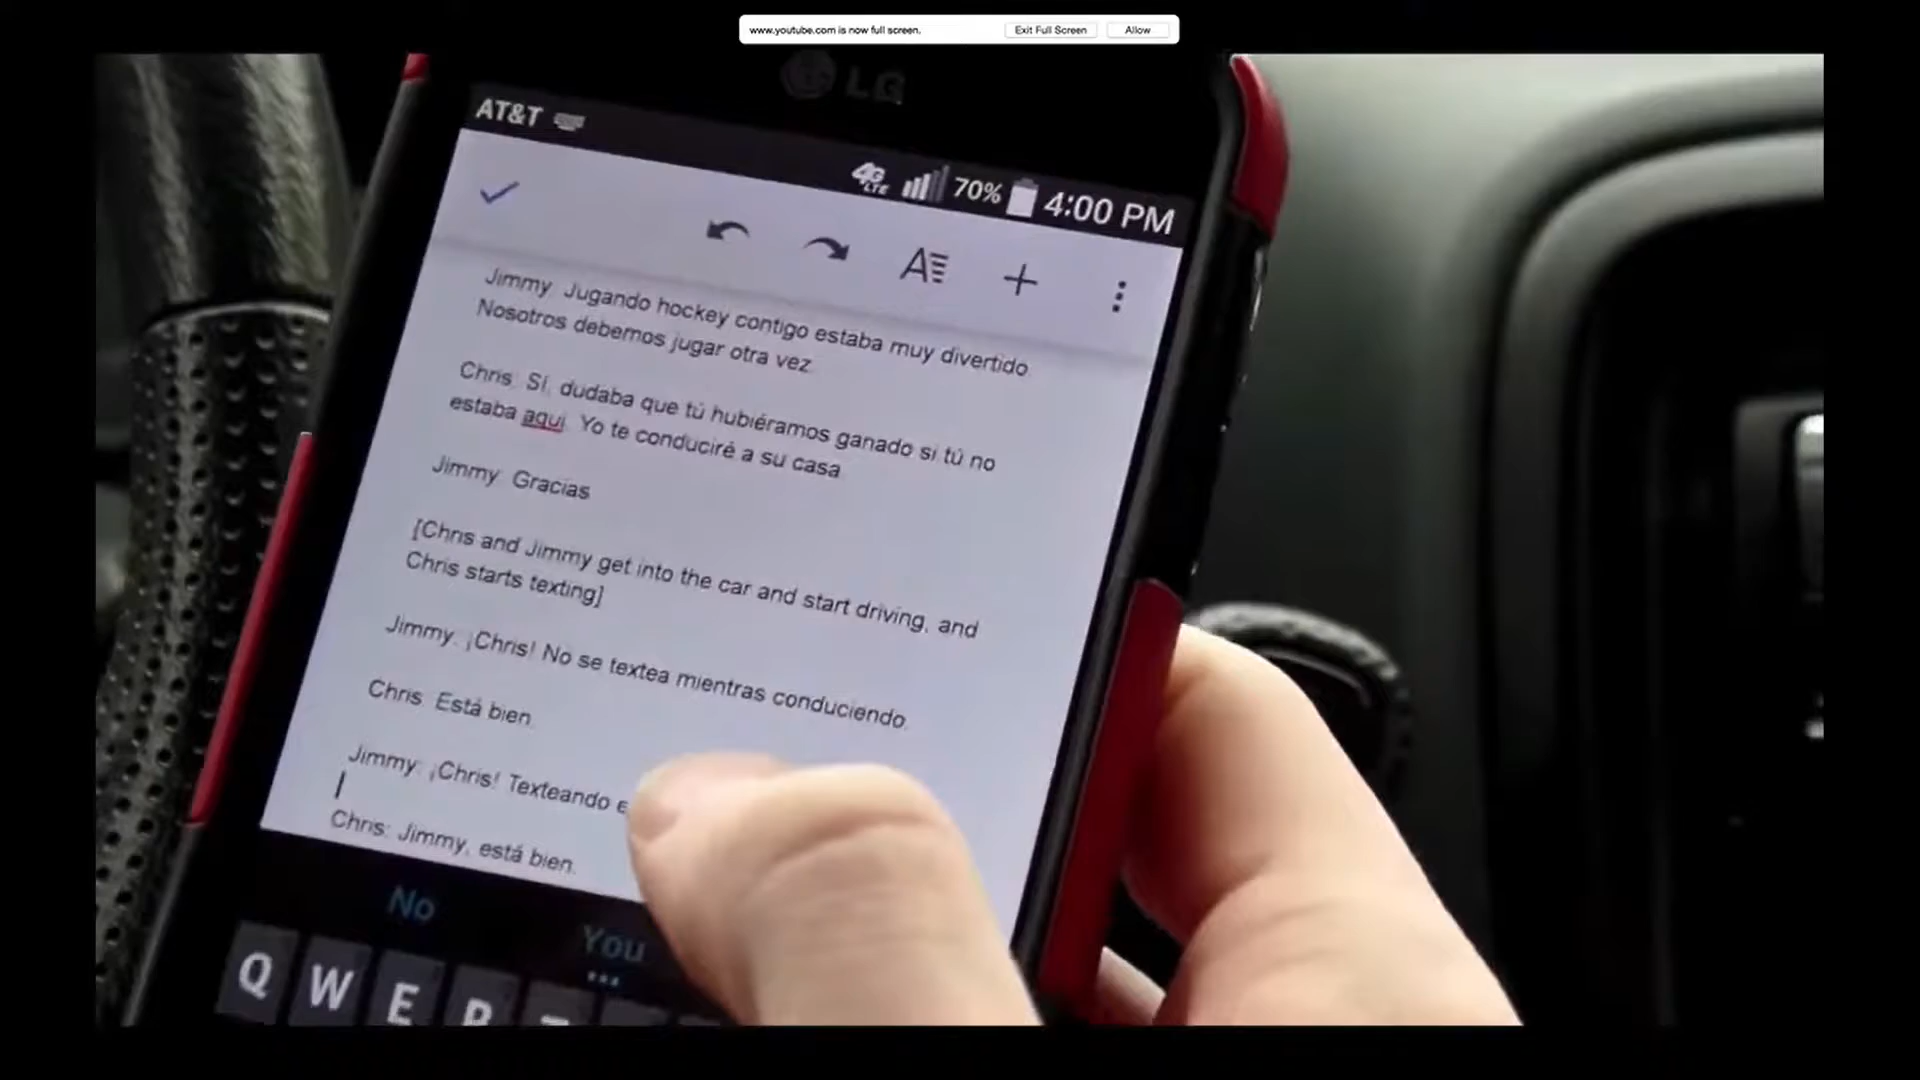 www.youtube.com is now full screen.
Exit Full Screen
Allow
LG
AT&T
4G LTE
70%
4:00 PM
Jimmy: Jugando hockey contigo estaba muy divertido.
Nosotros debemos jugar otra vez.
Chris: Sí, dudaba que tú hubiéramos ganado si tú no
estaba aqui. Yo te conduciré a su casa.
Jimmy: Gracias
[Chris and Jimmy get into the car and start driving, and
Chris starts texting]
Jimmy: ¡Chris! No se textea mientras conduciendo.
Chris: Está bien.
Jimmy: ¡Chris! Texteando
Chris: Jimmy, está bien.
No
You
Q W E